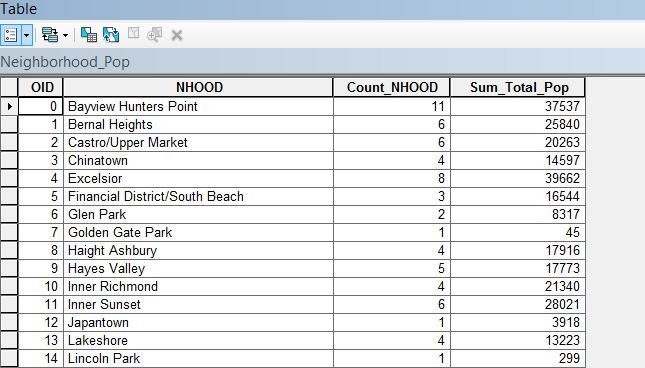 Table
Neighborhood_Pop
OID NHOOD Count_NHOOD Sum_Total_Pop
0 Bayview Hunters Point 11 37537
1 Bernal Heights 6 25840
2 Castro/Upper Market 6 20263
3 Chinatown 4 14597
4 Excelsior 8 39662
5 Financial District/South Beach 3 16544
6 Glen Park 2 8317
7 Golden Gate Park 1 45
8 Haight Ashbury 4 17916
9 Hayes Valley 5 17773
10 Inner Richmond 4 21340
11 Inner Sunset 6 28021
12 Japantown 1 3918
13 Lakeshore 4 13223
14 Lincoln Park 1 299